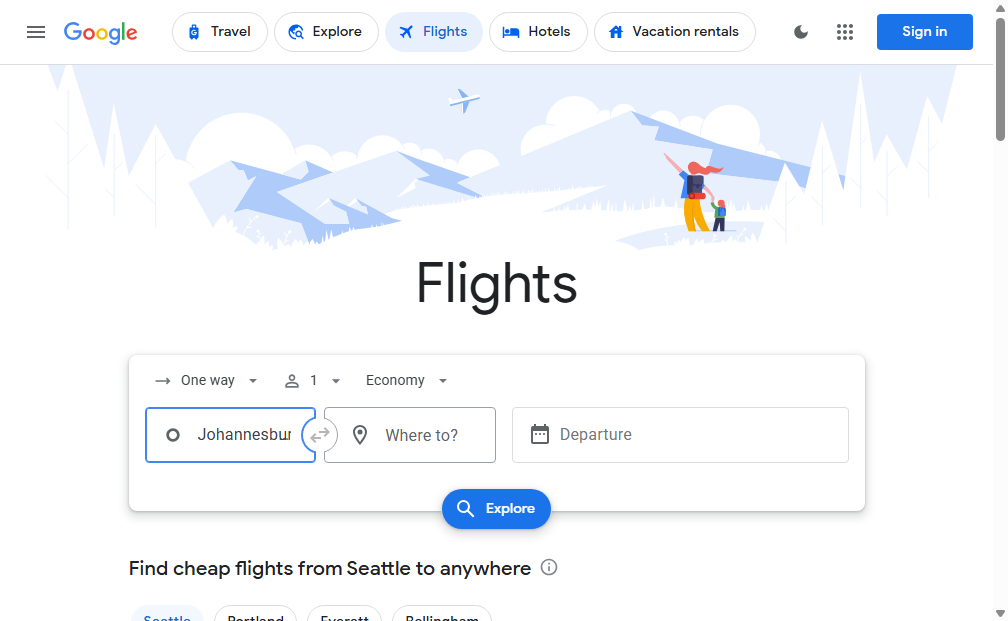 Google
Travel
Explore
Flights
Hotels
Vacation rentals
Sign in
Flights
One way
1
Economy
Johannesbur
Where to?
Departure
Explore
Find cheap flights from Seattle to anywhere
Seattle
Portland
Everett
Bellingham